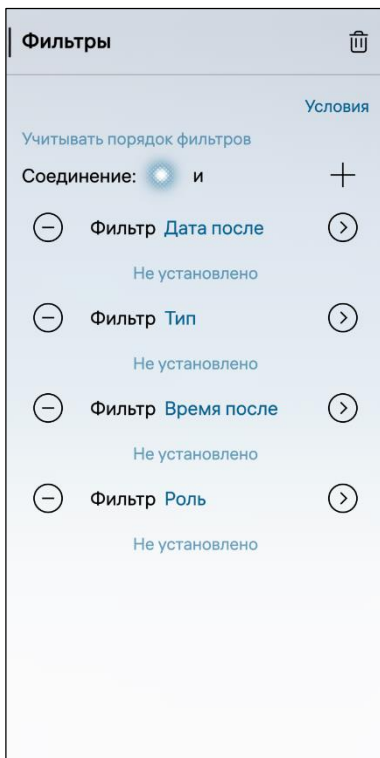 Фильтры
Условия
Учитывать порядок фильтров
Соединение: и
Фильтр Дата после
Не установлено
Фильтр Тип
Не установлено
Фильтр Время после
Не установлено
Фильтр Роль
Не установлено